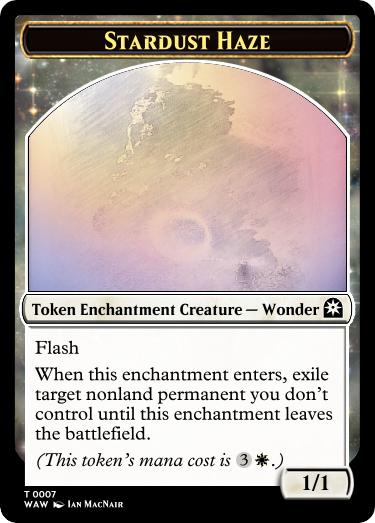 Stardust Haze
Token Enchantment Creature — Wonder
Flash
When this enchantment enters, exile
target nonland permanent you don't
control until this enchantment leaves
the battlefield.
(This token's mana cost is 3.)
1/1
T 0007
WAW Ian MacNair